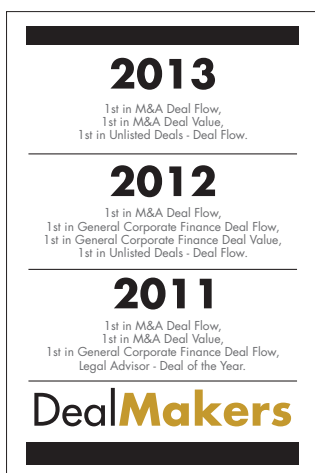 2013
1st in M&A Deal Flow,
1st in M&A Deal Value,
1st in Unlisted Deals - Deal Flow.
2012
1st in M&A Deal Flow,
1st in General Corporate Finance Deal Flow,
1st in General Corporate Finance Deal Value,
1st in Unlisted Deals - Deal Flow.
2011
1st in M&A Deal Flow,
1st in M&A Deal Value,
1st in General Corporate Finance Deal Flow,
Legal Advisor - Deal of the Year.
DealMakers